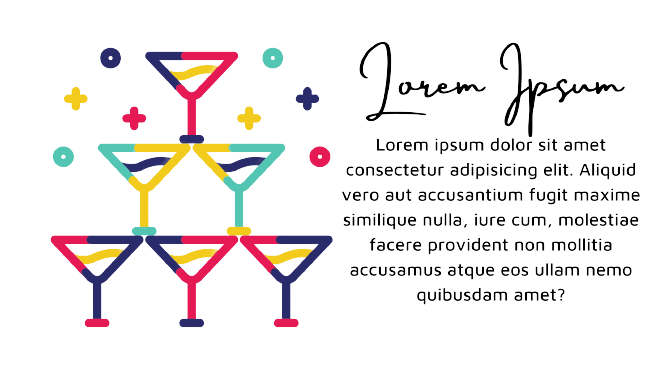 Lorem Ipsum
Lorem ipsum dolor sit amet
consectetur adipisicing elit. Aliquid
vero aut accusantium fugit maxime
similique nulla, iure cum, molestiae
facere provident non mollitia
accusamus atque eos ullam nemo
quibusdam amet?